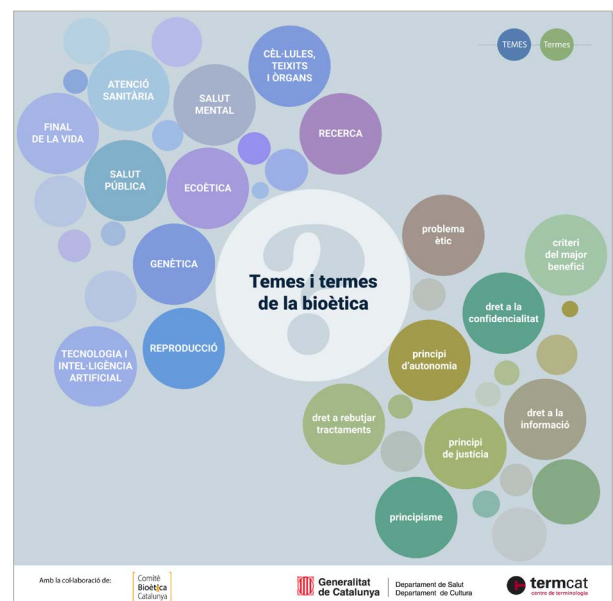 TEMES
Termes
CÈL·LULES,
TEIXITS
I ÒRGANS
ATENCIÓ
SANITÀRIA
SALUT
MENTAL
FINAL
DE LA VIDA
RECERCA
SALUT
PÚBLICA
ECOÈTICA
GENÈTICA
TECNOLOGIA I
INTEL·LIGÈNCIA
ARTIFICIAL
REPRODUCCIÓ
?
Temes i termes
de la bioètica
problema
ètic
criteri
del major
benefici
dret a la
confidencialitat
principi
d'autonomia
dret a rebutjar
tractaments
dret a la
informació
principi
de justícia
principisme
Amb la col·laboració de:
Comitè
Bioètica
Catalunya
Generalitat
de Catalunya
Departament de Salut
Departament de Cultura
termcat
centre de terminologia